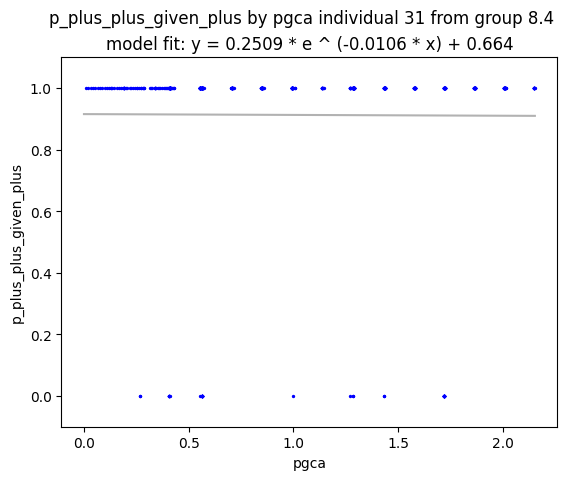 p_plus_plus_given_plus by pgca individual 31 from group 8.4
model fit: y = 0.2509 * e ^ (-0.0106 * x) + 0.664
1.0
0.8
0.6
0.4
0.2
0.0
p_plus_plus_given_plus
0.0 0.5 1.0 1.5 2.0
pgca